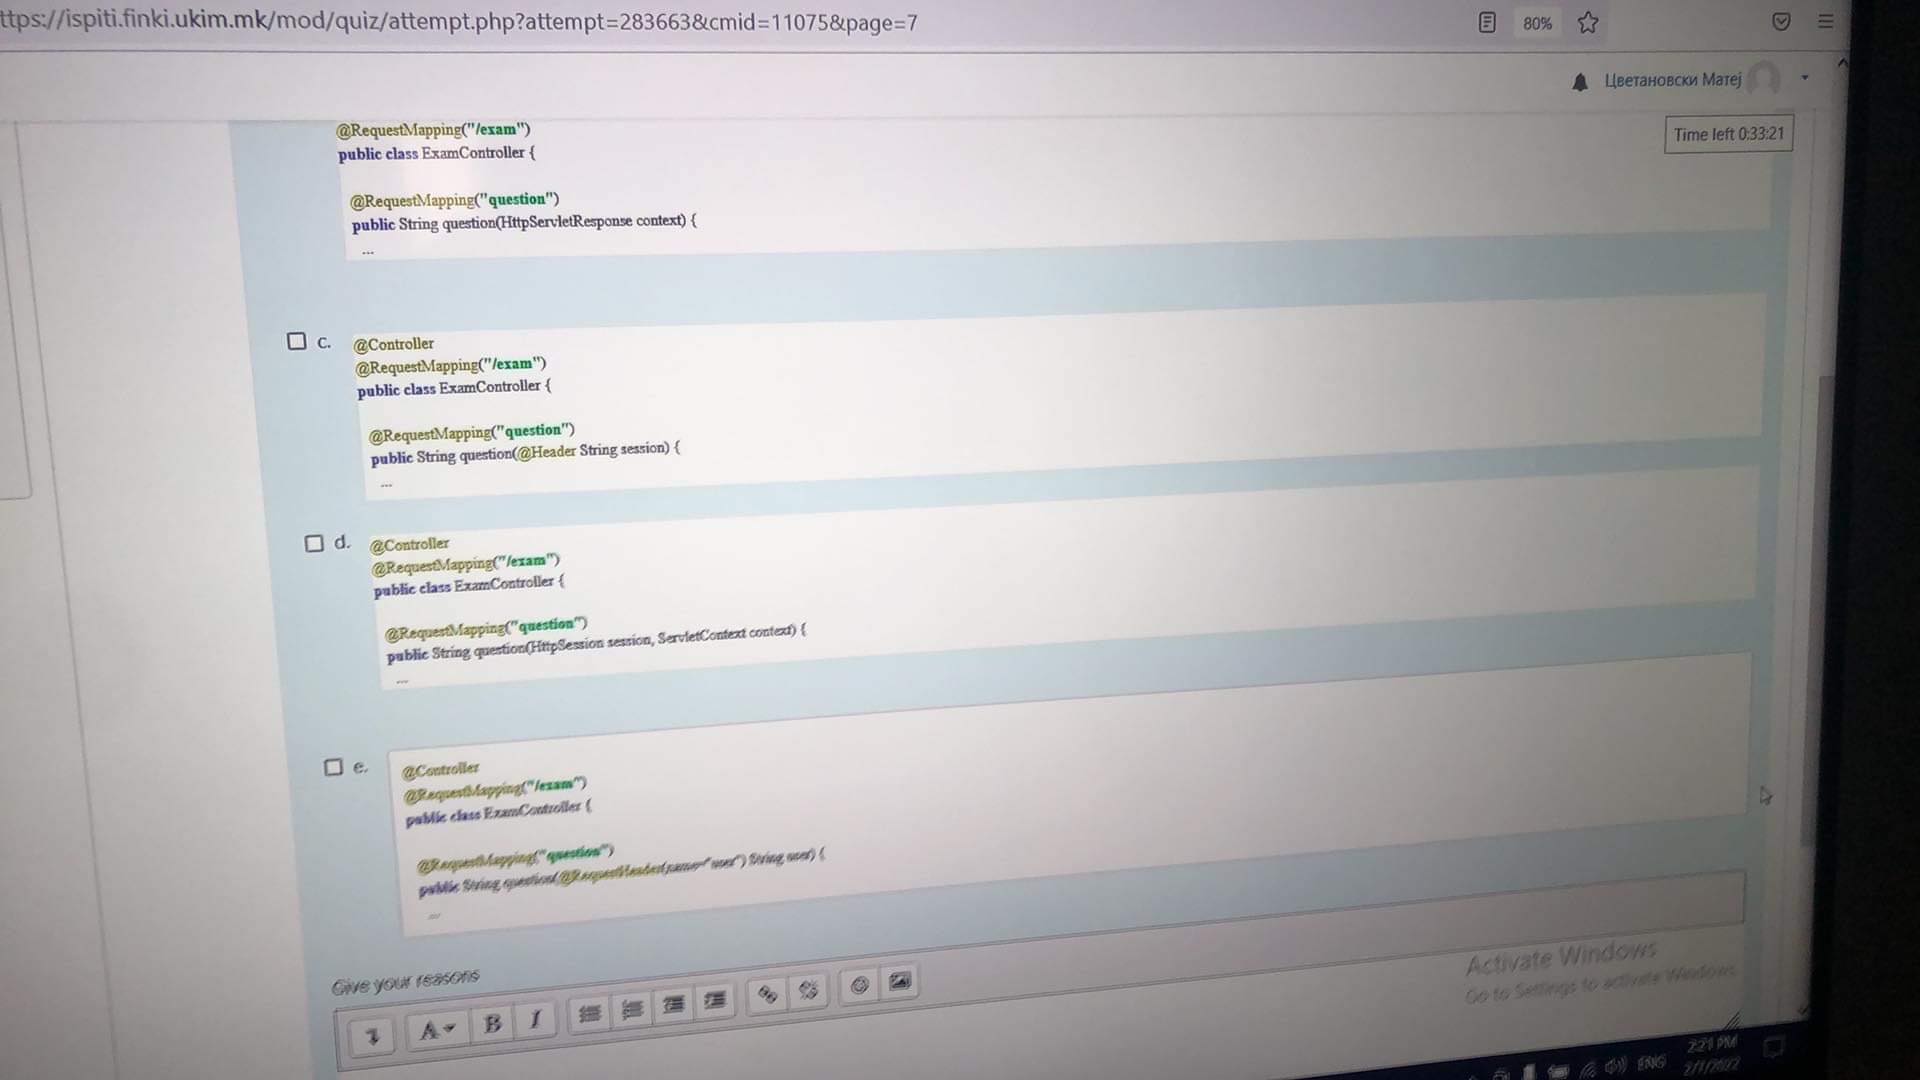 ttps://ispiti.finki.ukim.mk/mod/quiz/attempt.php?attempt=283663&cmid=11075&page=7
80%
Цветановски Матеј
Time left 0:33:21
@RequestMapping("/exam")
public class ExamController {
@RequestMapping("question")
public String question(HttpServletResponse context) {
...
c. @Controller
@RequestMapping("/exam")
public class ExamController {
@RequestMapping("question")
public String question(@Header String session) {
...
d. @Controller
@RequestMapping("/exam")
public class ExamController {
@RequestMapping("question")
public String question(HttpSession session, ServletContext context) {
...
e. @Controller
@RequestMapping("/exam")
public class ExamController {
@RequestMapping("question")
public String question(@RequestHeader(name="user") String user) {
...
Give your reasons
A B I
Activate Windows
Go to Settings to activate Windows.
ENG
2:21 PM
2/1/2022